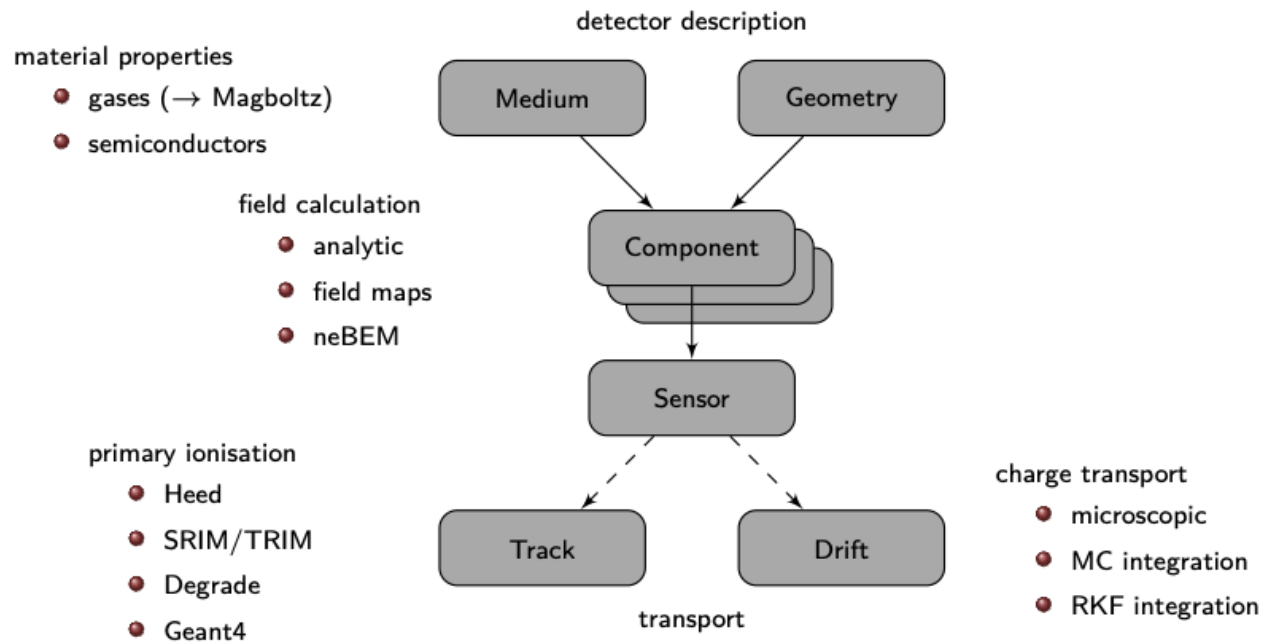 detector description
material properties
gases (→ Magboltz)
semiconductors
Medium
Geometry
field calculation
analytic
field maps
neBEM
Component
Sensor
primary ionisation
Heed
SRIM/TRIM
Degrade
Geant4
Track
Drift
transport
charge transport
microscopic
MC integration
RKF integration